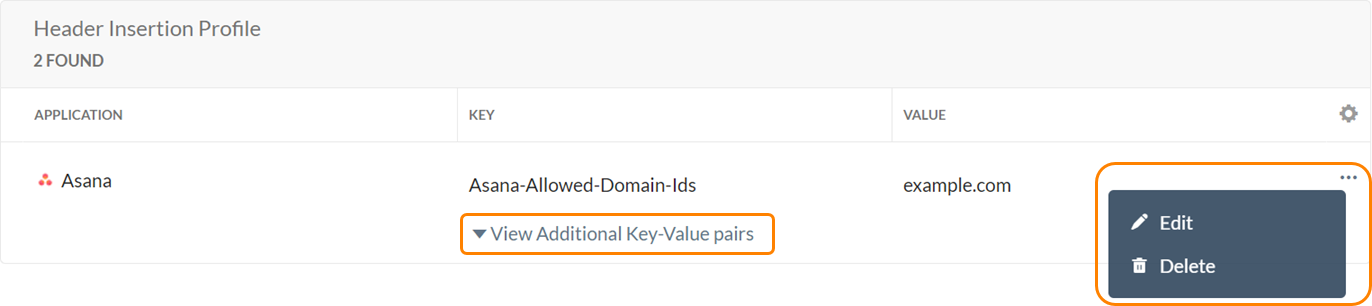 Header Insertion Profile
2 FOUND
APPLICATION KEY VALUE
Asana Asana-Allowed-Domain-Ids example.com
View Additional Key-Value pairs
Edit
Delete